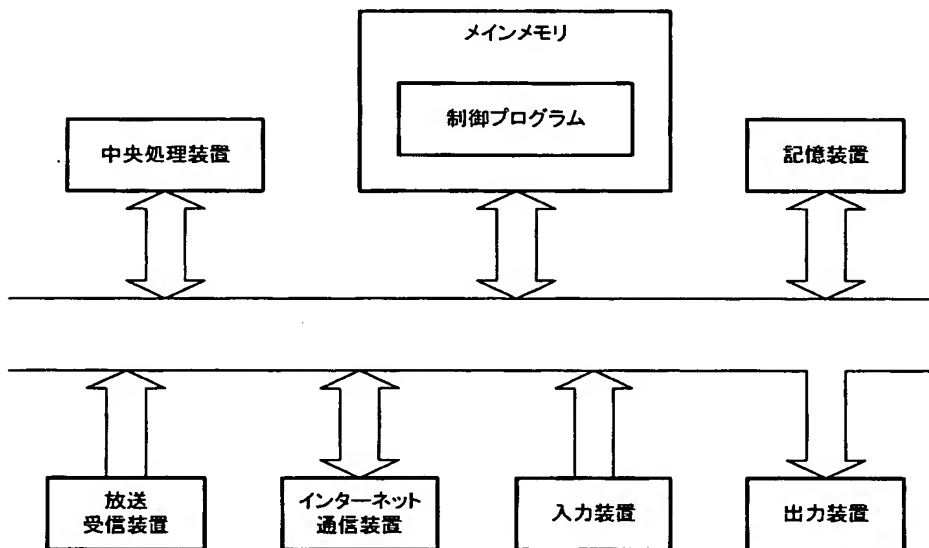 メインメモリ
制御プログラム
中央処理装置
記憶装置
放送
受信装置
インターネット
通信装置
入力装置
出力装置